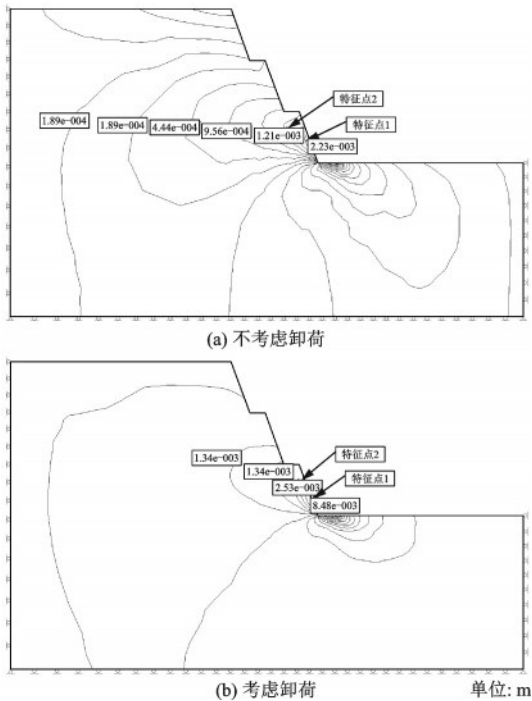 特征点2
1.89e-004
1.89e-004
4.44e-004
9.56e-004
1.21e-003
特征点1
2.23e-003
(a) 不考虑卸荷
1.34e-003
特征点2
1.34e-003
2.53e-003
特征点1
8.48e-003
(b) 考虑卸荷
单位: m